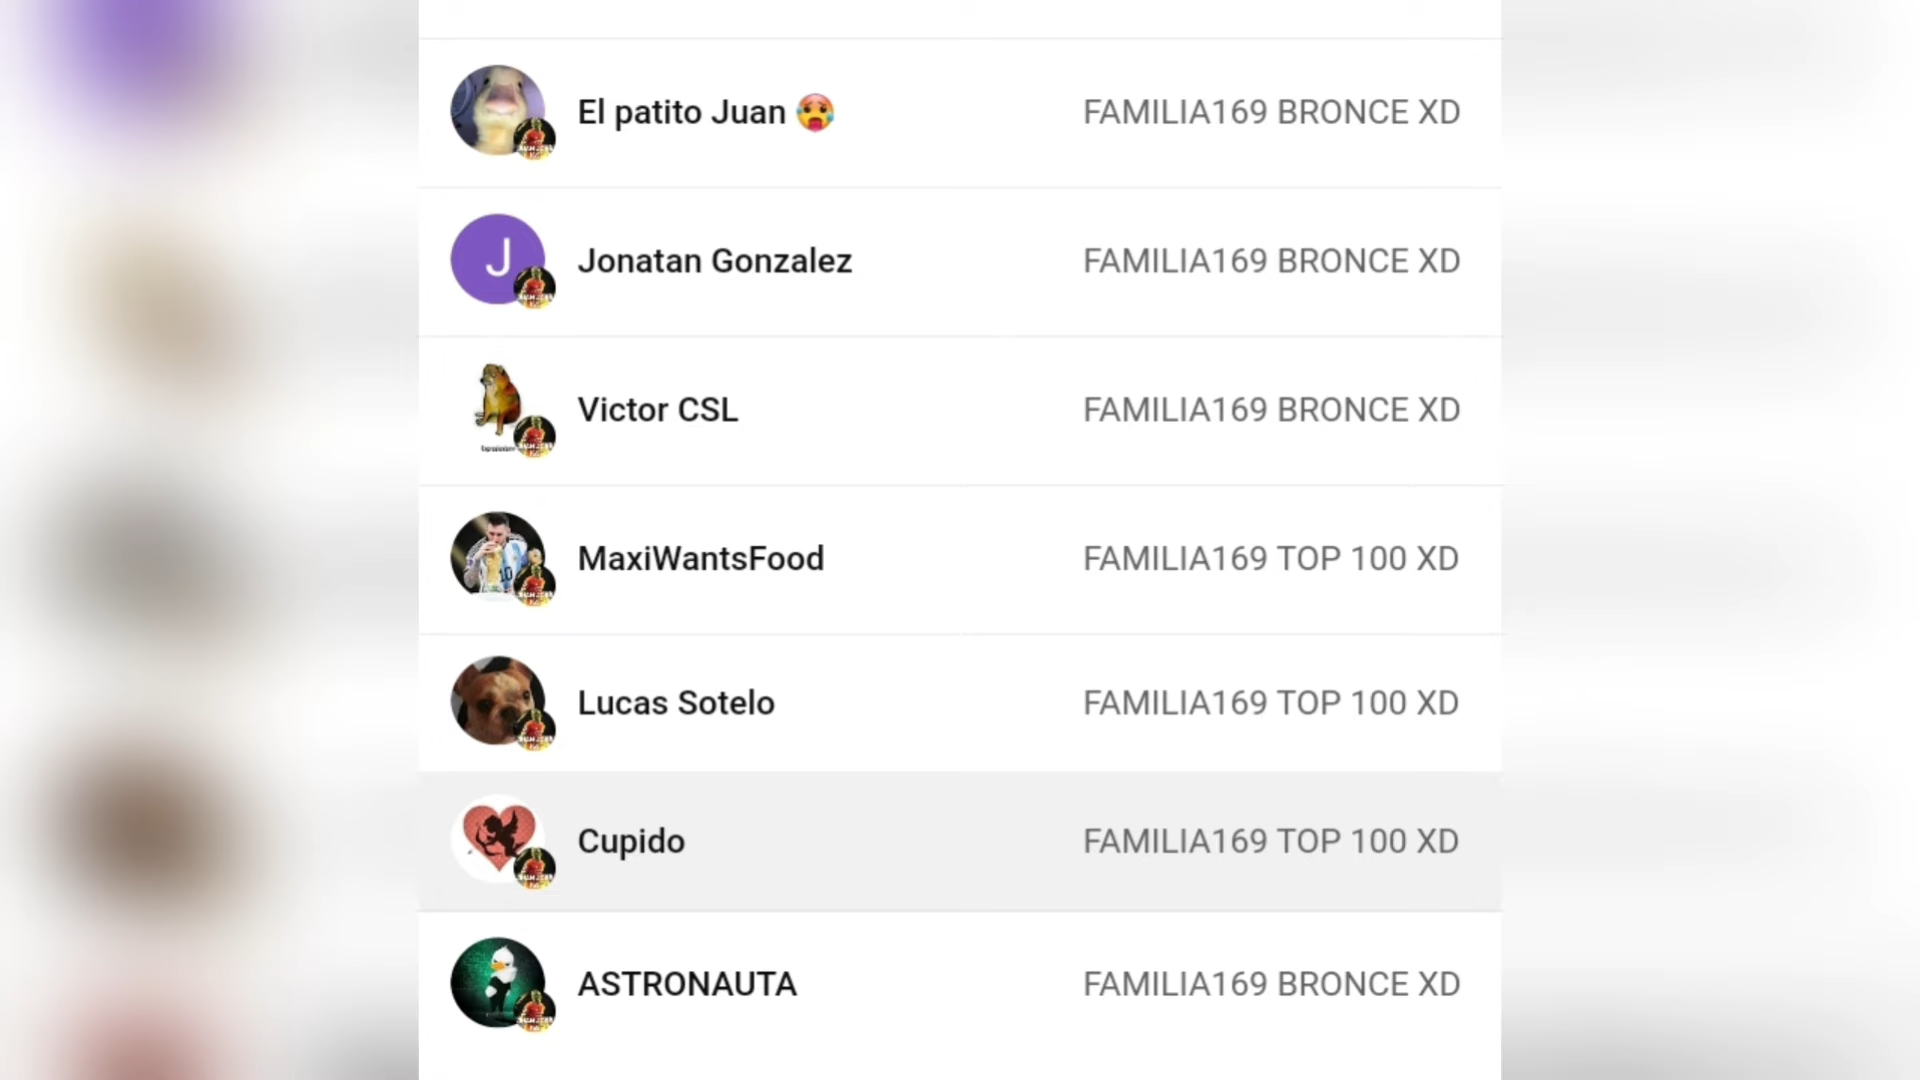 El patito Juan 🥵 FAMILIA169 BRONCE XD
J
Jonatan Gonzalez FAMILIA169 BRONCE XD
Victor CSL FAMILIA169 BRONCE XD
10
MaxiWantsFood FAMILIA169 TOP 100 XD
Lucas Sotelo FAMILIA169 TOP 100 XD
Cupido FAMILIA169 TOP 100 XD
ASTRONAUTA FAMILIA169 BRONCE XD